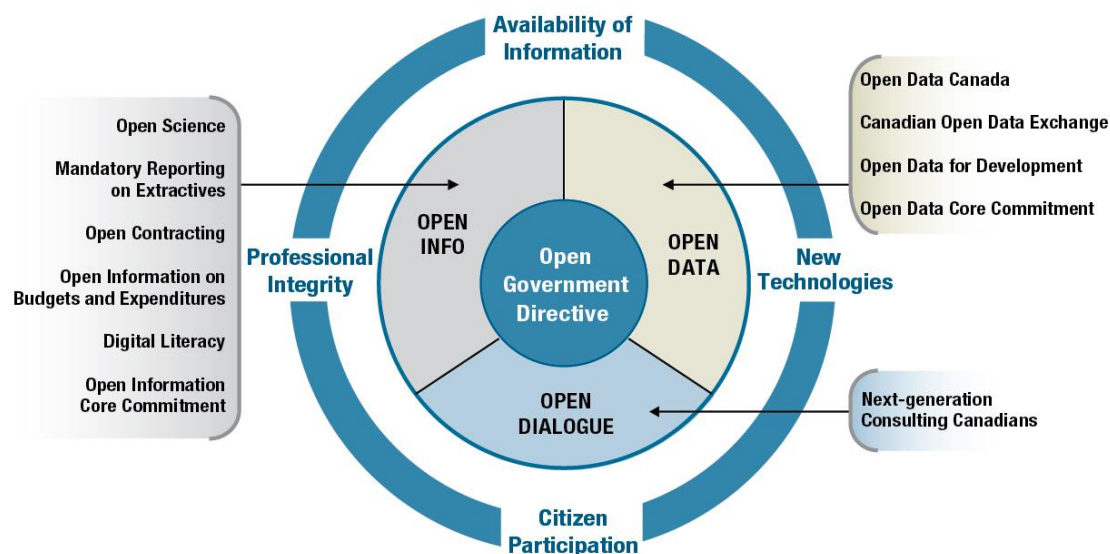 Availability of
Information
Open Science
Mandatory Reporting
on Extractives
Open Contracting
Open Information on
Budgets and Expenditures
Digital Literacy
Open Information
Core Commitment
Professional
Integrity
OPEN
INFO
Open
Government
Directive
OPEN
DATA
OPEN
DIALOGUE
New
Technologies
Open Data Canada
Canadian Open Data Exchange
Open Data for Development
Open Data Core Commitment
Next-generation
Consulting Canadians
Citizen
Participation